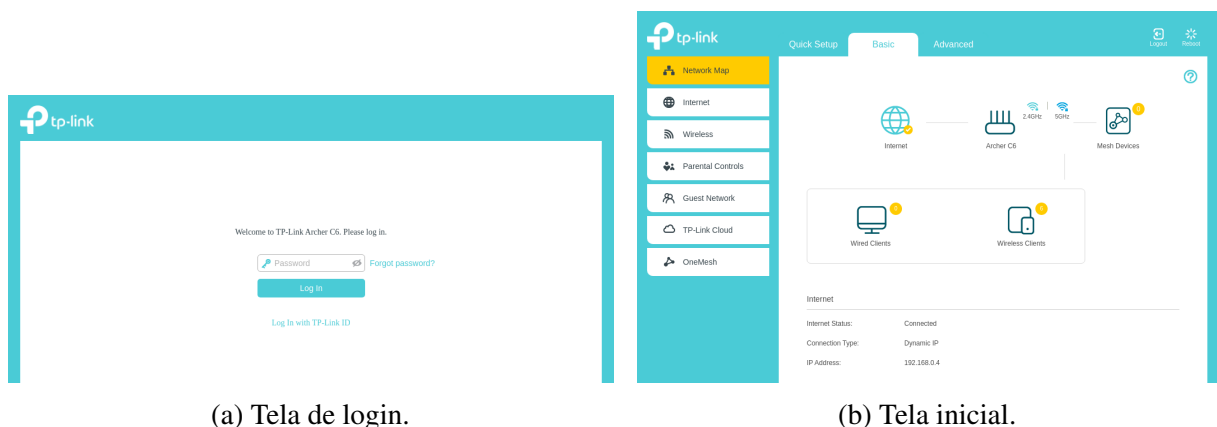 tp-link
Welcome to TP-Link Archer C6. Please log in.
Password
Forgot password?
Log In
Log In with TP-Link ID
(a) Tela de login.
tp-link
Quick Setup Basic Advanced
Logout Reboot
Network Map
Internet
Wireless
Parental Controls
Guest Network
TP-Link Cloud
OneMesh
2.4GHz 5GHz
0
Internet Archer C6 Mesh Devices
Wired Clients Wireless Clients
Internet
Internet Status: Connected
Connection Type: Dynamic IP
IP Address: 192.168.0.4
(b) Tela inicial.